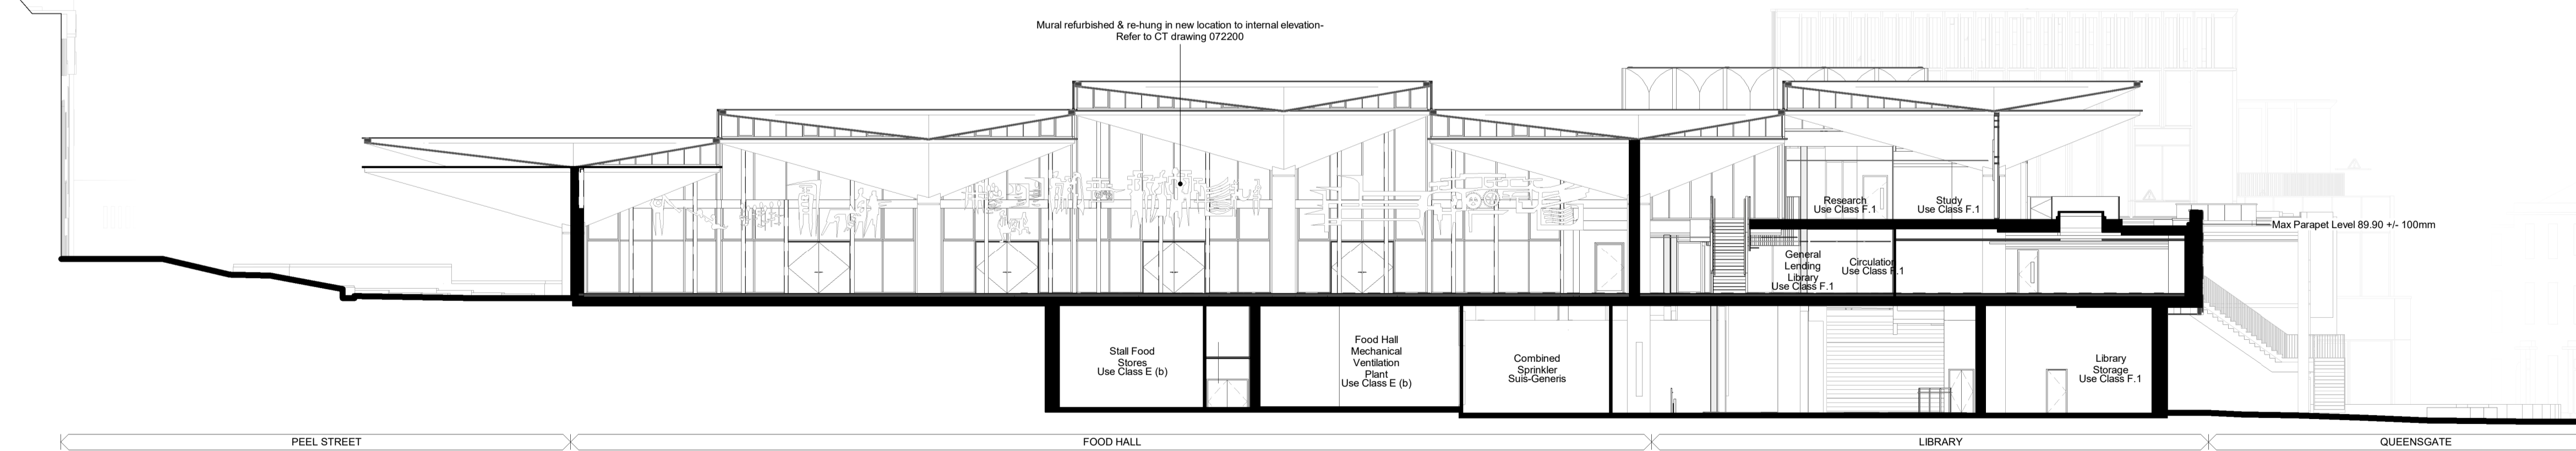 Mural refurbished & re-hung in new location to internal elevation-
Refer to CT drawing 072200
Research
Use Class F.1
Study
Use Class F.1
Max Parapet Level 89.90 +/- 100mm
General
Lending
Library
Use Class F.1
Circulation
Use Class F.1
Stall Food
Stores
Use Class E (b)
Food Hall
Mechanical
Ventilation
Plant
Use Class E (b)
Combined
Sprinkler
Suis-Generis
Library
Storage
Use Class F.1
PEEL STREET
FOOD HALL
LIBRARY
QUEENSGATE